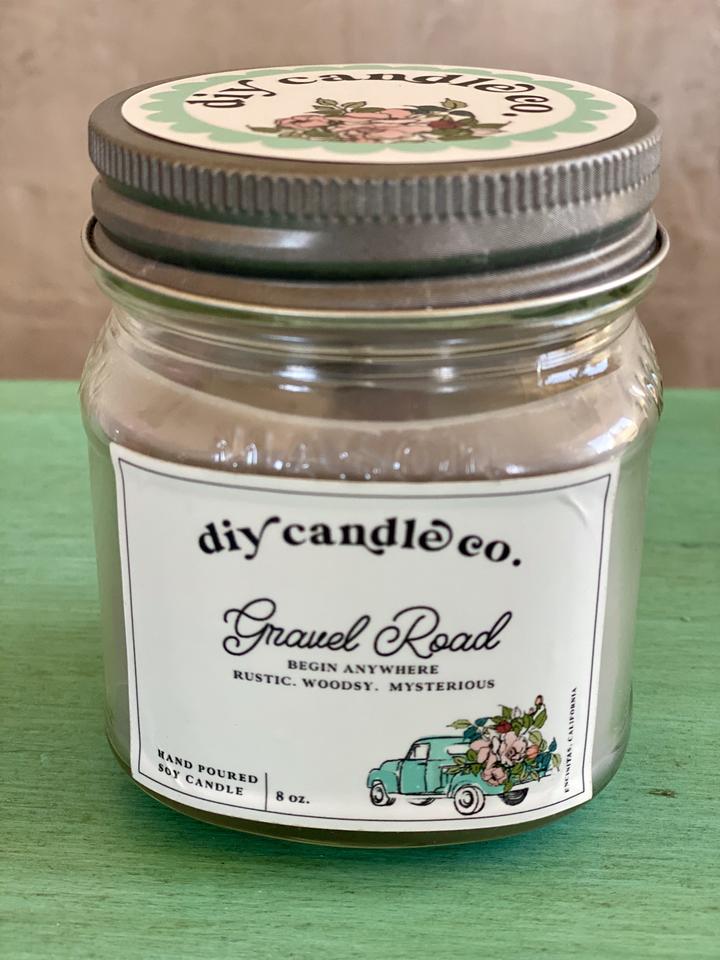 diy candle co.
MASON
diy candle co.
Gravel Road
BEGIN ANYWHERE
RUSTIC. WOODSY. MYSTERIOUS
HAND POURED
SOY CANDLE
8 oz.
ENCINITAS, CALIFORNIA